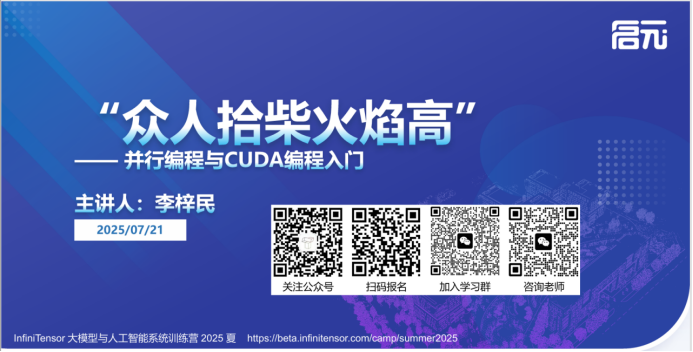 启元
“众人拾柴火焰高”
—— 并行编程与CUDA编程入门
主讲人：李梓民
2025/07/21
关注公众号
扫码报名
加入学习群
咨询老师
InfiniTensor 大模型与人工智能系统训练营 2025 夏 https://beta.infinitensor.com/camp/summer2025